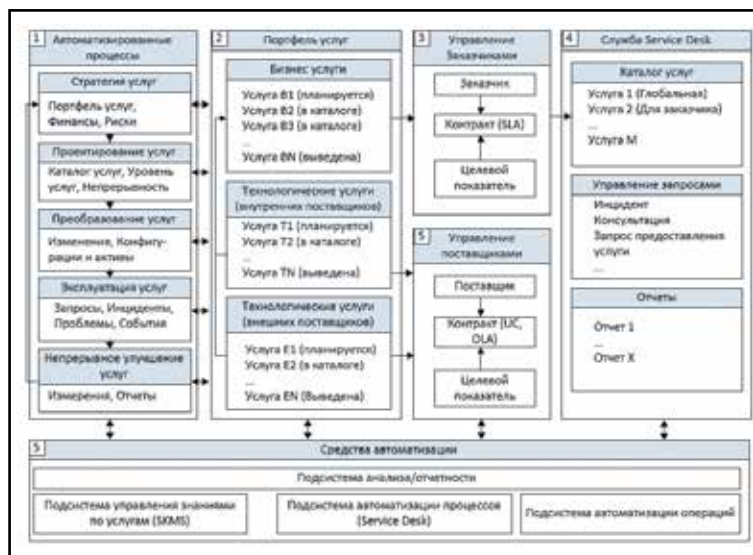 1
Автоматизированные
процессы
Стратегия услуг
Портфель услуг,
Финансы, Риски
Проектирование услуг
Каталог услуг, Уровень
услуг, Непрерывность
Преобразование услуг
Изменения, Конфигу-
рации и активы
Эксплуатация услуг
Запросы, Инциденты,
Проблемы, События
Непрерывное улучшение
услуг
Измерения, Отчеты
2
Портфель услуг
Бизнес услуги
Услуга B1 (планируется)
Услуга B2 (в каталоге)
Услуга B3 (в каталоге)
...
Услуга BN (выведена)
Технологические услуги
(внутренних поставщиков)
Услуга T1 (планируется)
Услуга T2 (в каталоге)
...
Услуга TN (выведена)
Технологические услуги
(внешних поставщиков)
Услуга E1 (планируется)
Услуга E2 (в каталоге)
...
Услуга EN (Выведена)
3
Управление
Заказчиками
Заказчик
Контракт (SLA)
Целевой
показатель
5
Управление
поставщиками
Поставщик
Контракт (UC,
OLA)
Целевой
показатель
4
Служба Service Desk
Каталог услуг
Услуга 1 (Глобальная)
Услуга 2 (Для заказчика)
...
Услуга M
Управление запросами
Инцидент
Консультация
Запрос предоставления
услуги
...
Отчеты
Отчет 1
...
Отчет X
5
Средства автоматизации
Подсистема анализа/отчетности
Подсистема управления знаниями
по услугам (SKMS)
Подсистема автоматизации процессов
(Service Desk)
Подсистема автоматизации операций